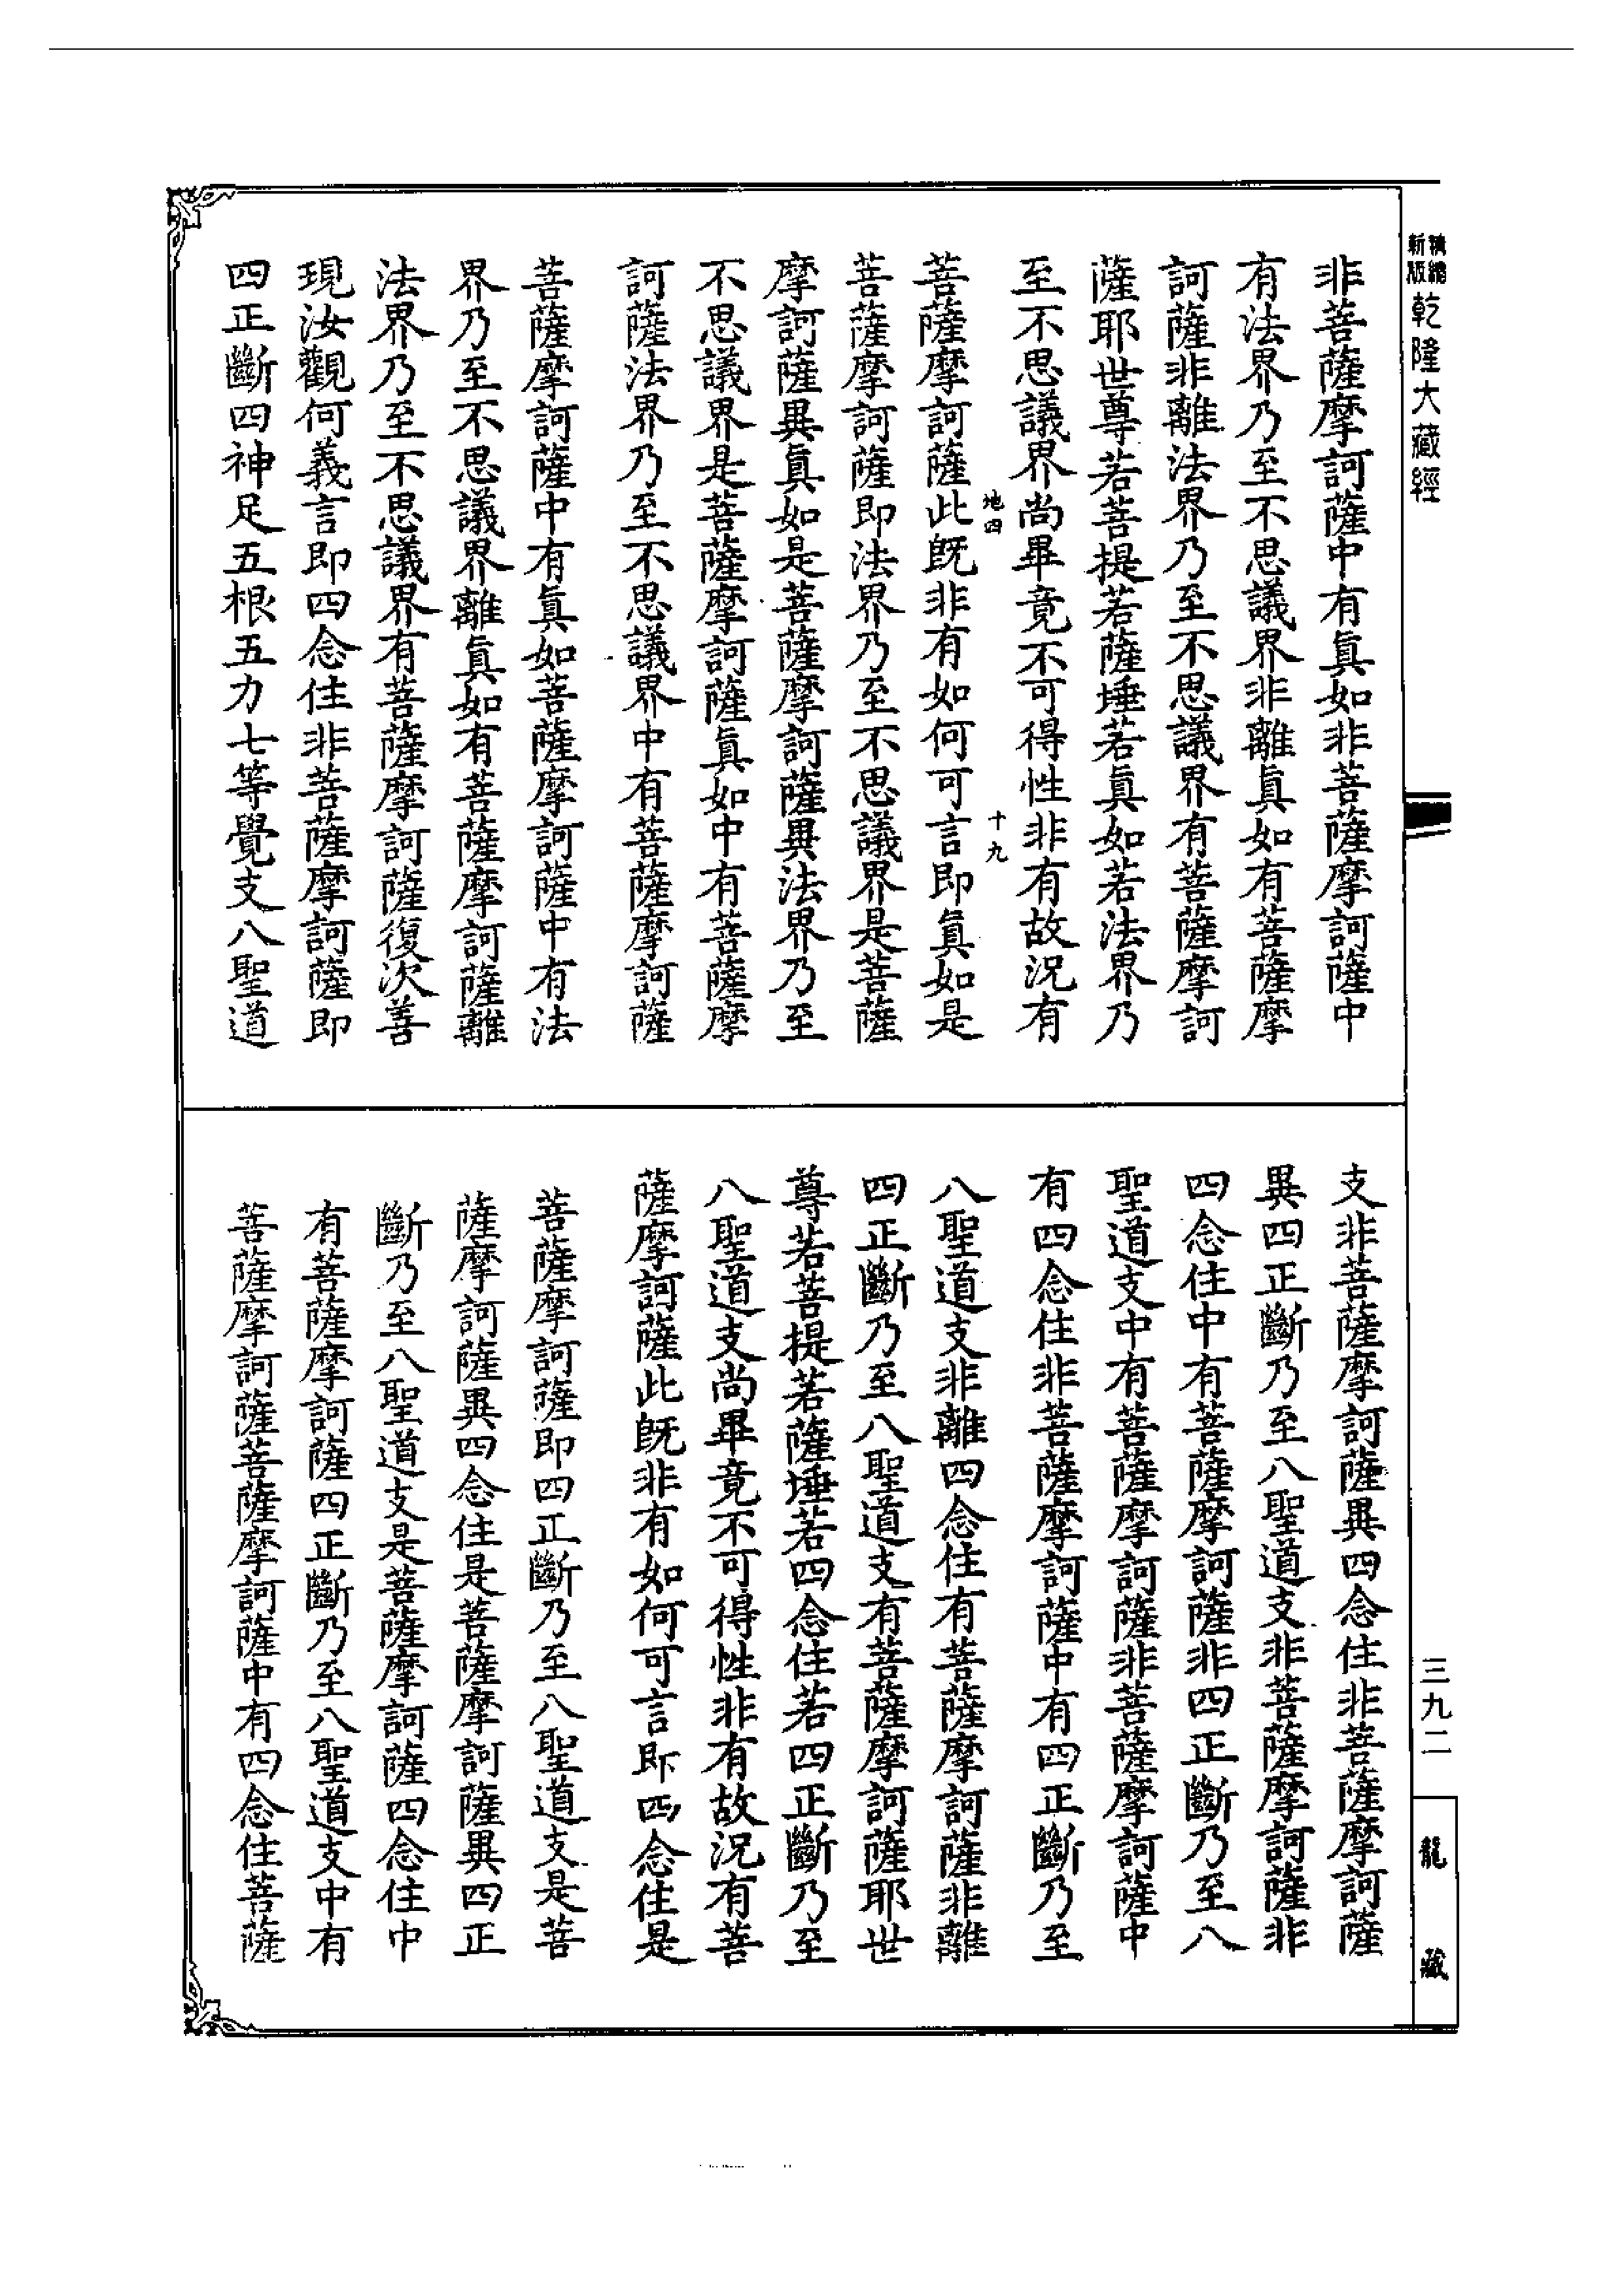 新版精縮乾隆大藏經
非菩薩摩訶薩中有眞如非菩薩摩訶薩中
有法界乃至不思議界非離眞如有菩薩摩
訶薩非離法界乃至不思議界有菩薩摩訶
薩耶世尊若菩提若薩埵若眞如若法界乃
至不思議界尚畢竟不可得性非有故況有
地四 十九
菩薩摩訶薩此旣非有如何可言即眞如是
菩薩摩訶薩即法界乃至不思議界是菩薩
摩訶薩異眞如是菩薩摩訶薩異法界乃至
不思議界是菩薩摩訶薩眞如中有菩薩摩
訶薩法界乃至不思議界中有菩薩摩訶薩
菩薩摩訶薩中有眞如菩薩摩訶薩中有法
界乃至不思議界離眞如有菩薩摩訶薩離
法界乃至不思議界有菩薩摩訶薩復次善
現汝觀何義言即四念住非菩薩摩訶薩即
四正斷四神足五根五力七等覺支八聖道
支非菩薩摩訶薩異四念住非菩薩摩訶薩
異四正斷乃至八聖道支非菩薩摩訶薩非
四念住中有菩薩摩訶薩非四正斷乃至八
聖道支中有菩薩摩訶薩非菩薩摩訶薩中
有四念住非菩薩摩訶薩中有四正斷乃至
八聖道支非離四念住有菩薩摩訶薩非離
四正斷乃至八聖道支有菩薩摩訶薩耶世
尊若菩提若薩埵若四念住若四正斷乃至
八聖道支尚畢竟不可得性非有故況有菩
薩摩訶薩此旣非有如何可言即四念住是
菩薩摩訶薩即四正斷乃至八聖道支是菩
薩摩訶薩異四念住是菩薩摩訶薩異四正
斷乃至八聖道支是菩薩摩訶薩四念住中
有菩薩摩訶薩四正斷乃至八聖道支中有
菩薩摩訶薩菩薩摩訶薩中有四念住菩薩
三九二
龍藏